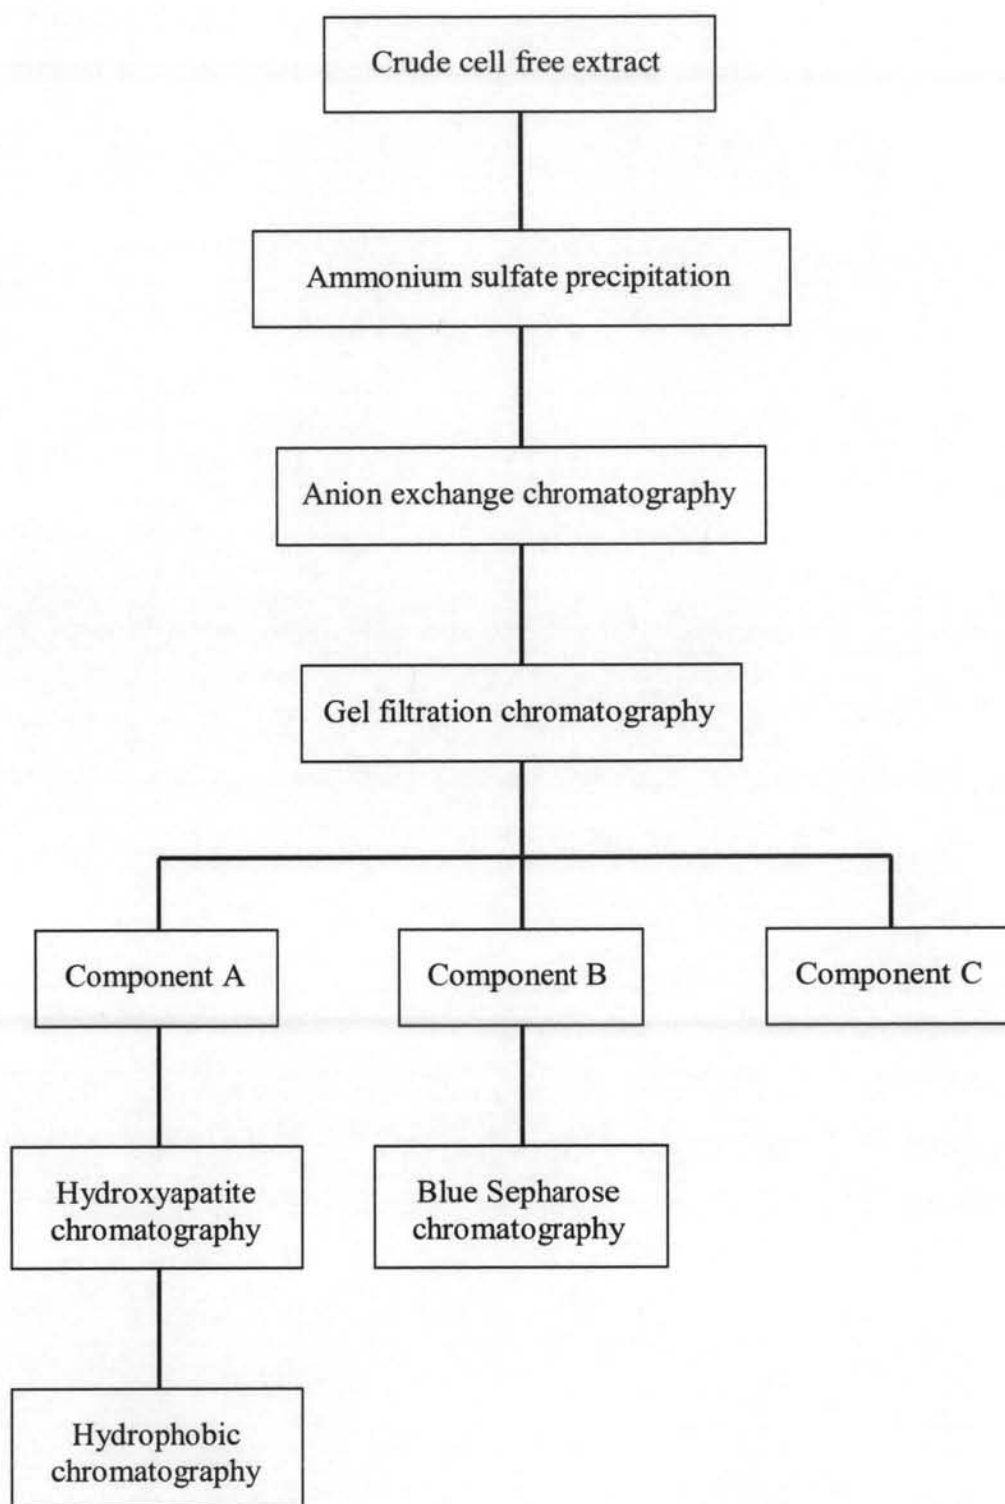 Crude cell free extract
Ammonium sulfate precipitation
Anion exchange chromatography
Gel filtration chromatography
Component A
Component B
Component C
Hydroxyapatite
chromatography
Blue Sepharose
chromatography
Hydrophobic
chromatography